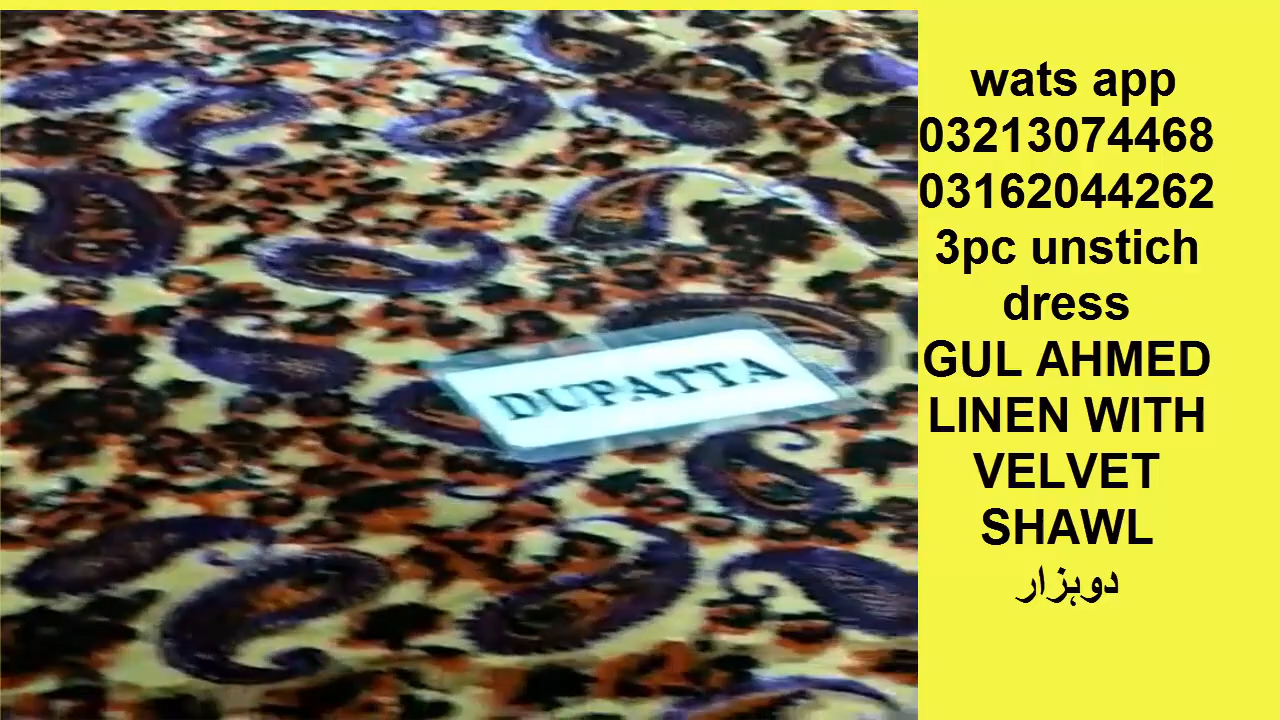 wats app
03213074468
03162044262
3pc unstich
dress
GUL AHMED
LINEN WITH
VELVET
SHAWL
دوہزار
DUPATTA